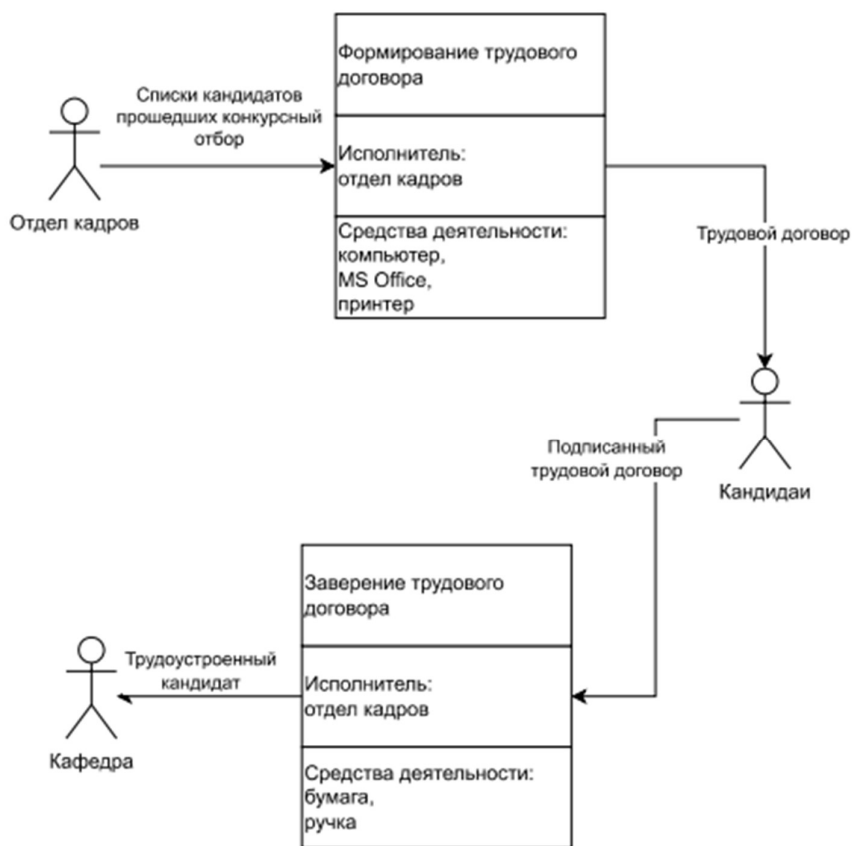 Формирование трудового
договора
Списки кандидатов
прошедших конкурсный
отбор
Исполнитель:
отдел кадров
Отдел кадров
Средства деятельности:
компьютер,
MS Office,
принтер
Трудовой договор
Подписанный
трудовой договор
Кандидаи
Заверение трудового
договора
Трудоустроенный
кандидат
Исполнитель:
отдел кадров
Кафедра
Средства деятельности:
бумага,
ручка